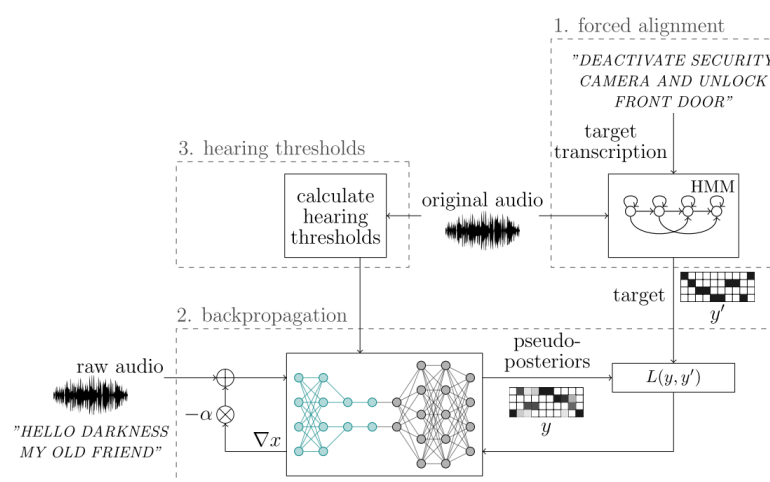 1. forced alignment
"DEACTIVATE SECURITY
CAMERA AND UNLOCK
FRONT DOOR"
target
transcription
HMM
3. hearing thresholds
calculate
hearing
thresholds
original audio
target
y′
2. backpropagation
raw audio
"HELLO DARKNESS
MY OLD FRIEND"
−α
∇x
pseudo-
posteriors
y
L(y, y′)